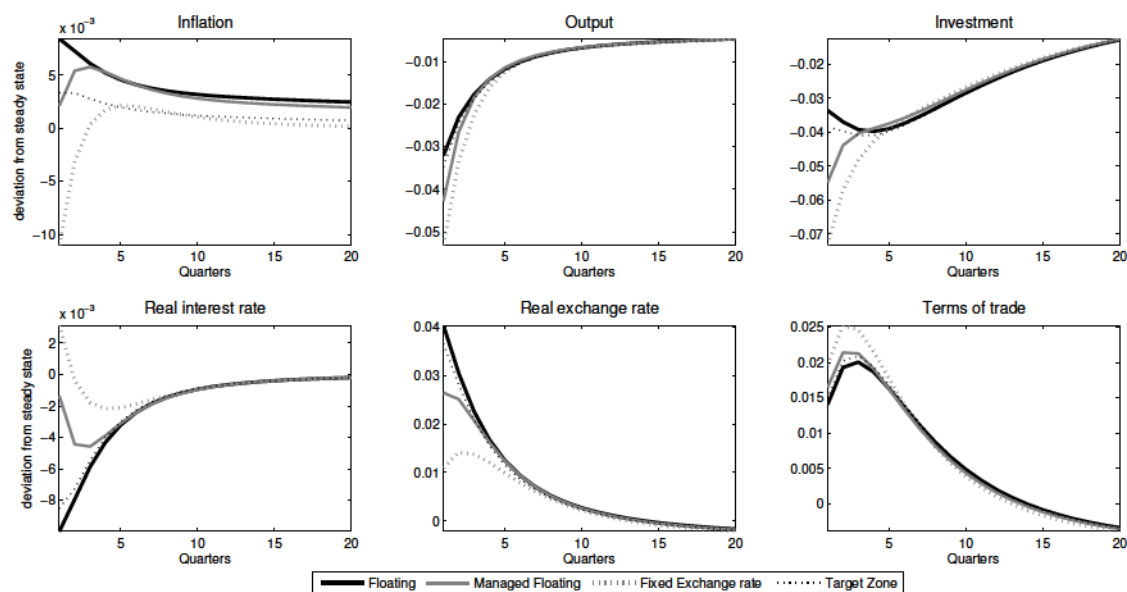 Inflation
Output
Investment
x 10⁻³
5
0
−5
−10
−0.01
−0.02
−0.03
−0.04
−0.05
−0.02
−0.03
−0.04
−0.05
−0.06
−0.07
deviation from steady state
5 10 15 20
5 10 15 20
5 10 15 20
Quarters
Quarters
Quarters
Real interest rate
Real exchange rate
Terms of trade
x 10⁻³
2
0
−2
−4
−6
−8
0.04
0.03
0.02
0.01
0
0.025
0.02
0.015
0.01
0.005
0
deviation from steady state
5 10 15 20
5 10 15 20
5 10 15 20
Quarters
Quarters
Quarters
Floating Managed Floating Fixed Exchange rate Target Zone